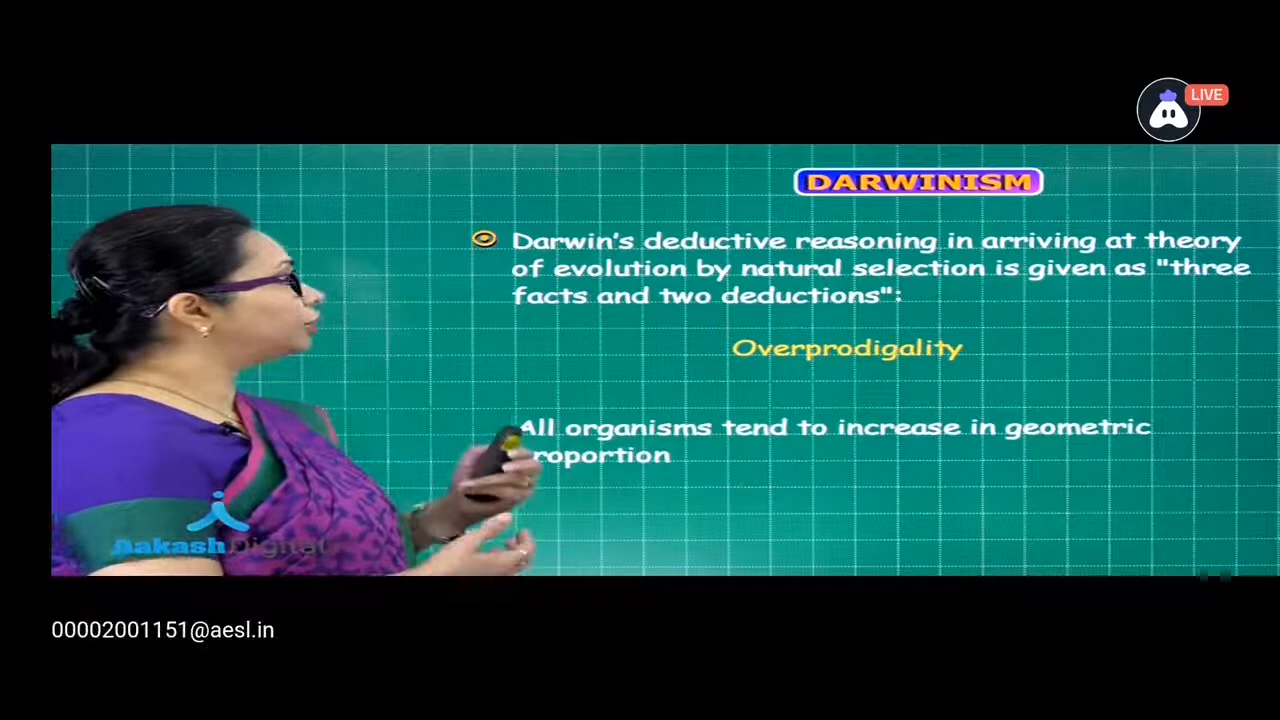 LIVE
DARWINISM
Darwin's deductive reasoning in arriving at theory
of evolution by natural selection is given as "three
facts and two deductions":
Overprodigality
All organisms tend to increase in geometric
roportion
aakashDigital
00002001151@aesl.in